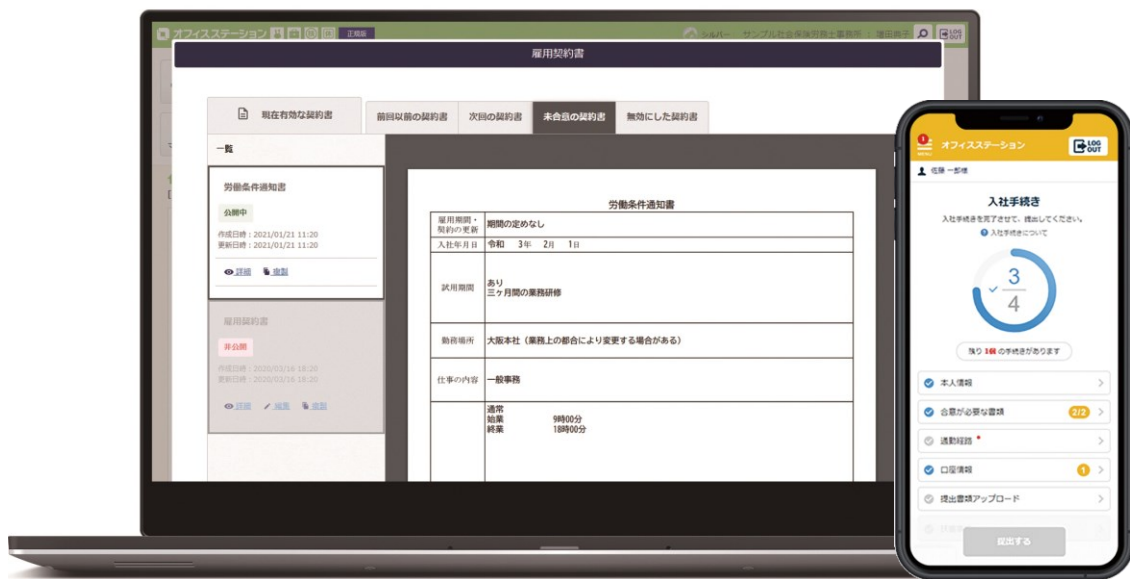 オフィスステーション
正規版
シルバー サンプル社会保険労務士事務所：
LOG
OUT
雇用契約書
現在有効な契約書
前回以前の契約書
次回の契約書
未合意の契約書
無効にした契約書
一覧
労働条件通知書
公開中
作成日時：2021/01/21 11:20
更新日時：2021/01/21 11:20
詳細 複製
雇用契約書
非公開
作成日時：2020/03/16 18:20
更新日時：2020/03/16 18:20
詳細 編集 複製
労働条件通知書
雇用期間・
契約の更新
期間の定めなし
入社年月日
令和 3年 2月 1日
試用期間
あり
三ヶ月間の業務研修
勤務場所
大阪本社（業務上の都合により変更する場合がある）
仕事の内容
一般事務
通常
始業 9時00分
終業 18時00分
1
MENU
オフィスステーション
LOG
OUT
佐藤 一郎様
入社手続き
入社手続きを完了させて、提出してください。
入社手続きについて
3
4
残り 1個 の手続きがあります
本人情報
合意が必要な書類 2/2
通勤経路
口座情報 1
提出書類アップロード
提出する